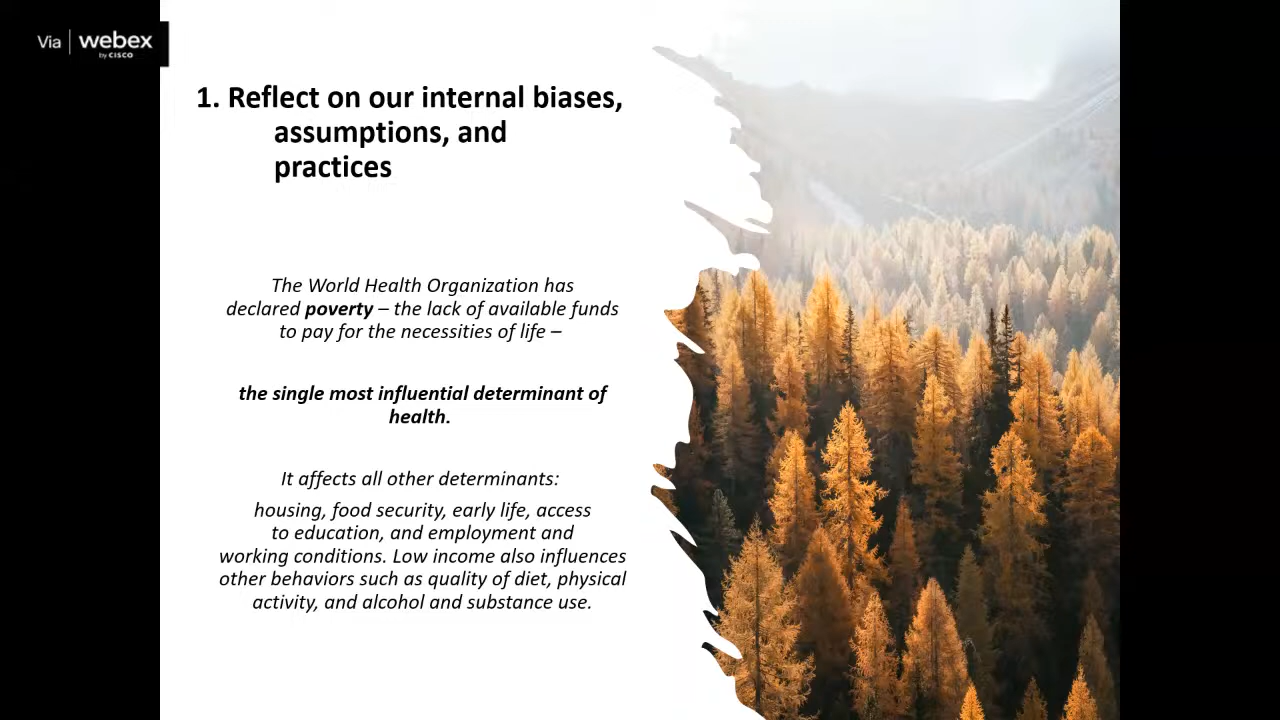 Via | webex
by CISCO
1. Reflect on our internal biases,
assumptions, and
practices
The World Health Organization has
declared poverty – the lack of available funds
to pay for the necessities of life –
the single most influential determinant of
health.
It affects all other determinants:
housing, food security, early life, access
to education, and employment and
working conditions. Low income also influences
other behaviors such as quality of diet, physical
activity, and alcohol and substance use.